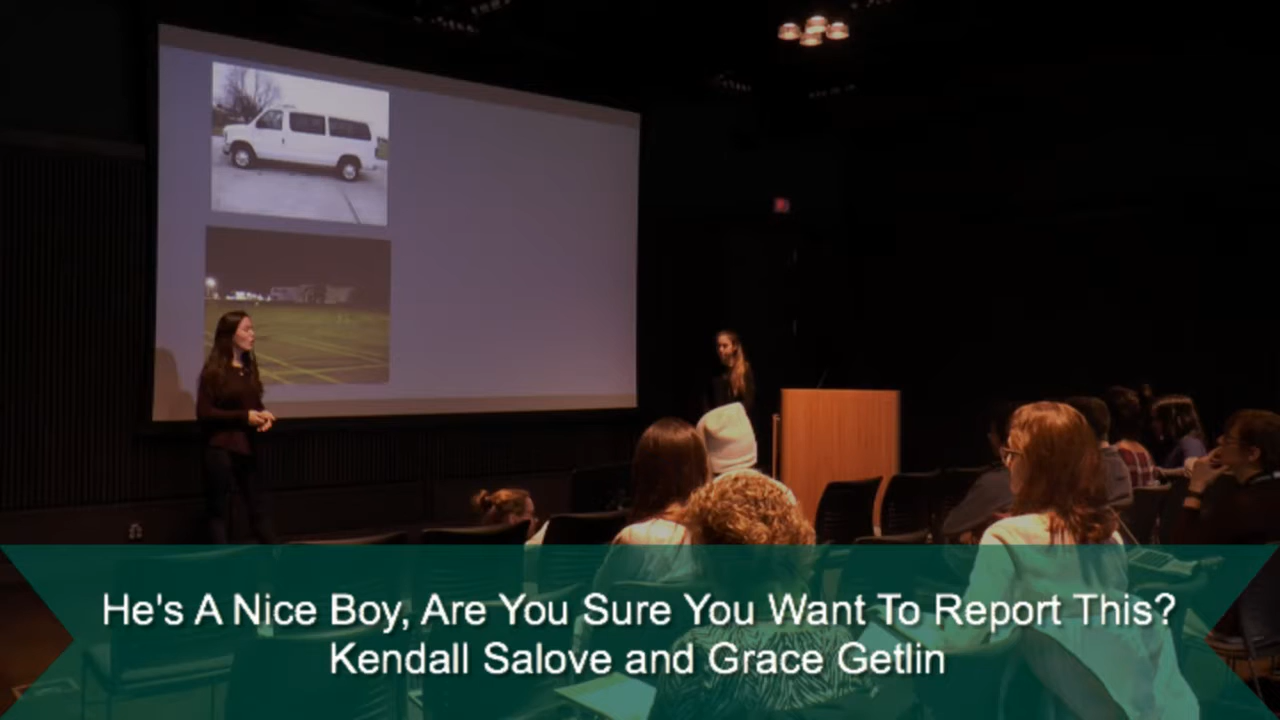 He's A Nice Boy, Are You Sure You Want To Report This?
Kendall Salove and Grace Getlin